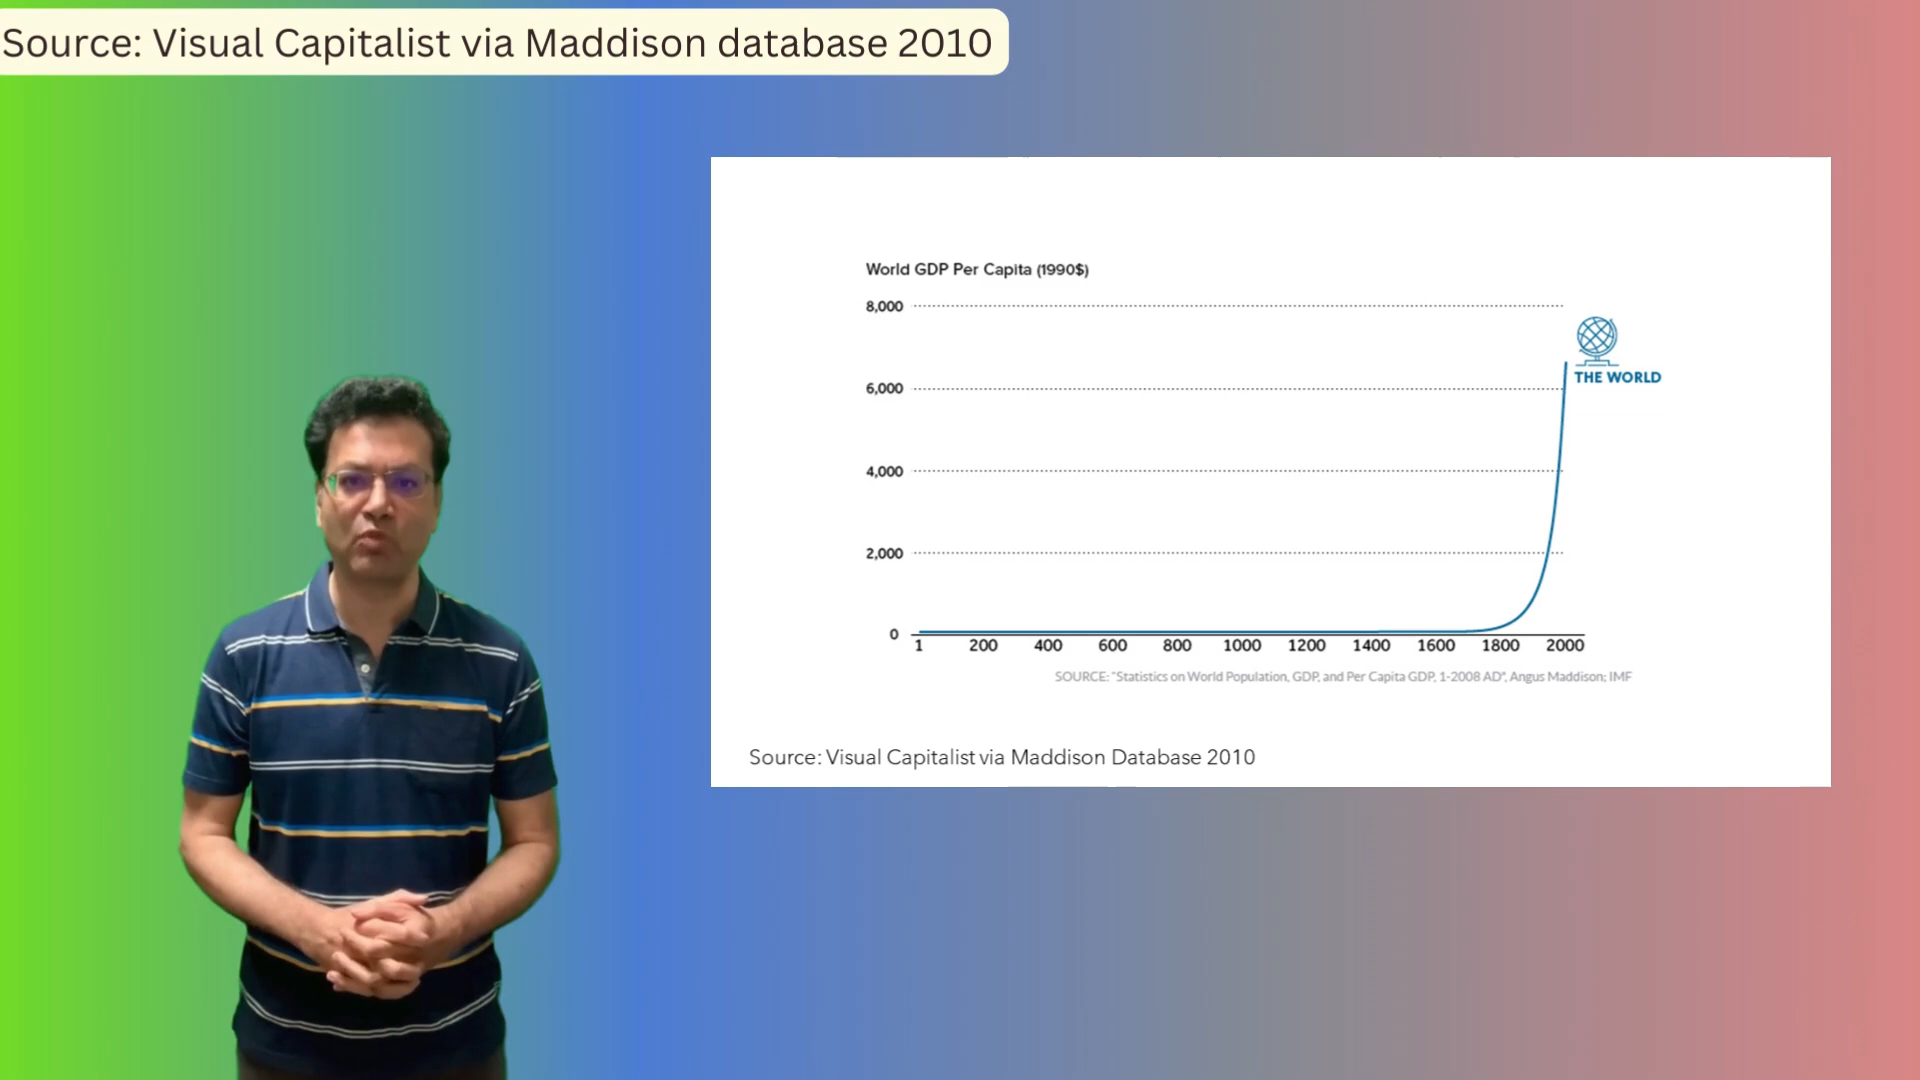 Source: Visual Capitalist via Maddison database 2010
World GDP Per Capita (1990$)
8,000
THE WORLD
6,000
4,000
2,000
0
1 200 400 600 800 1000 1200 1400 1600 1800 2000
SOURCE: "Statistics on World Population, GDP, and Per Capita GDP, 1-2008 AD", Angus Maddison; IMF
Source: Visual Capitalist via Maddison Database 2010